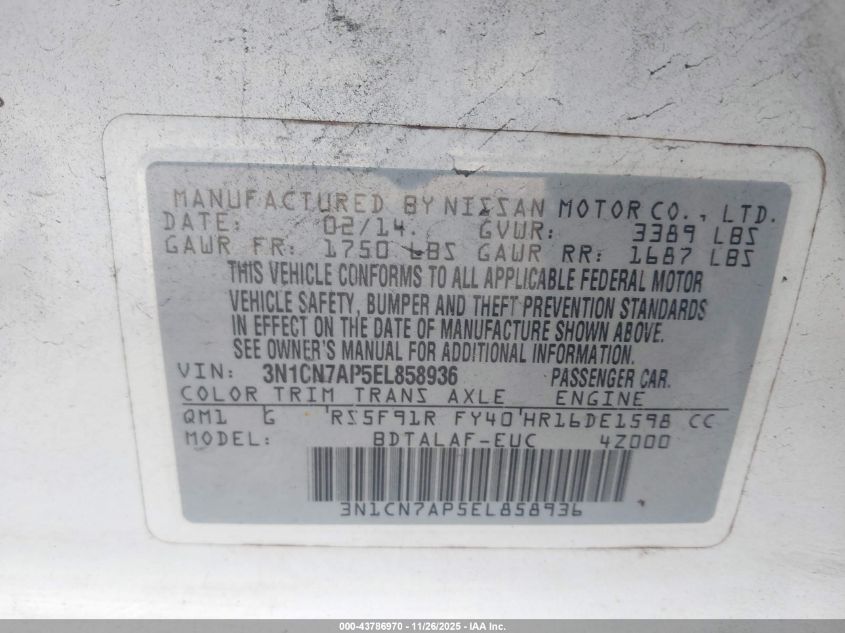 MANUFACTURED BY NISSAN MOTOR CO., LTD.
DATE: 02/14. GVWR: 3389 LBS
GAWR FR: 1750 LBS GAWR RR: 1687 LBS
THIS VEHICLE CONFORMS TO ALL APPLICABLE FEDERAL MOTOR
VEHICLE SAFETY, BUMPER AND THEFT PREVENTION STANDARDS
IN EFFECT ON THE DATE OF MANUFACTURE SHOWN ABOVE.
SEE OWNER'S MANUAL FOR ADDITIONAL INFORMATION.
VIN: 3N1CN7AP5EL858936 PASSENGER CAR.
COLOR TRIM TRANS AXLE ENGINE
QM1 G RS5F91R FY40 HR16DE1598 CC
MODEL: BDTALAF-EUC 4Z000
3N1CN7AP5EL858936
000-43786970 - 11/26/2025 - IAA Inc.